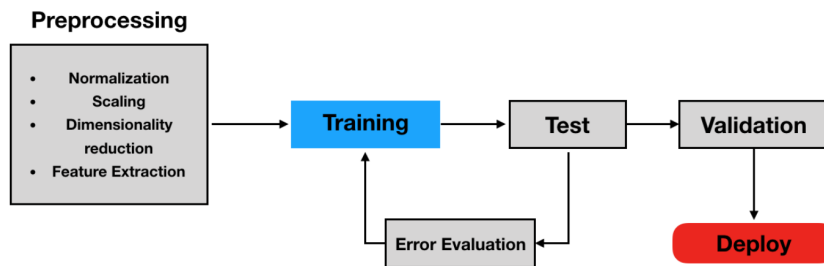 Preprocessing
• Normalization
• Scaling
• Dimensionality
reduction
• Feature Extraction
Training
Test
Validation
Error Evaluation
Deploy